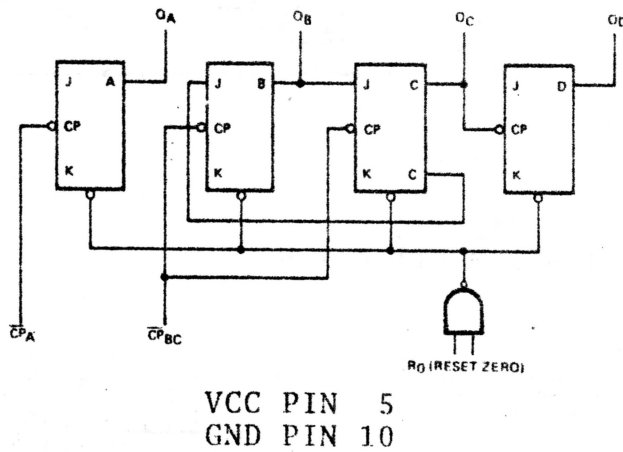 QA QB QC QD
J A J B J C J D
CP CP CP CP
K K K C K
CPA CPBC
R0 (RESET ZERO)
VCC PIN 5
GND PIN 10